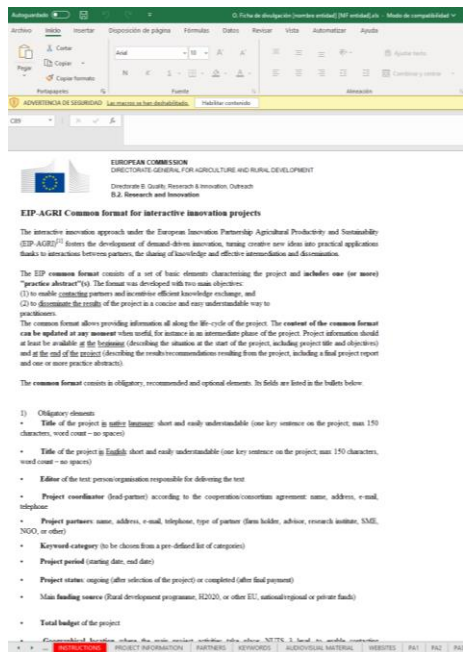 Autoguardado
O. Ficha de divulgación [nombre entidad] [NIF entidad].xls - Modo de compatibilidad
Archivo Inicio Insertar Disposición de página Fórmulas Datos Revisar Vista Automatizar Ayuda
Pegar
Cortar
Copiar
Copiar formato
Arial 10
N K S
Ajustar texto
Combinar y centrar
Portapapeles Fuente Alineación
ADVERTENCIA DE SEGURIDAD Las macros se han deshabilitado. Habilitar contenido
C89
EUROPEAN COMMISSION
DIRECTORATE-GENERAL FOR AGRICULTURE AND RURAL DEVELOPMENT
Directorate B. Quality, Research & Innovation, Outreach
B.2. Research and Innovation
EIP-AGRI Common format for interactive innovation projects
The interactive innovation approach under the European Innovation Partnership Agricultural Productivity and Sustainability
(EIP-AGRI)[1] fosters the development of demand-driven innovation, turning creative new ideas into practical applications
thanks to interactions between partners, the sharing of knowledge and effective intermediation and dissemination.
The EIP common format consists of a set of basic elements characterising the project and includes one (or more)
"practice abstract"(s). The format was developed with two main objectives:
(1) to enable contacting partners and incentivise efficient knowledge exchange, and
(2) to disseminate the results of the project in a concise and easy understandable way to
practitioners.
The common format allows providing information all along the life-cycle of the project. The content of the common format
can be updated at any moment when useful, for instance in an intermediate phase of the project. Project information should
at least be available at the beginning (describing the situation at the start of the project, including project title and objectives)
and at the end of the project (describing the results/recommendations resulting from the project, including a final project report
and one or more practice abstracts).
The common format consists in obligatory, recommended and optional elements. Its fields are listed in the bullets below.
1) Obligatory elements
• Title of the project in native language: short and easily understandable (one key sentence on the project; max 150
characters, word count – no spaces)
• Title of the project in English: short and easily understandable (one key sentence on the project; max 150 characters,
word count – no spaces)
• Editor of the text: person/organisation responsible for delivering the text
• Project coordinator (lead-partner) according to the cooperation/consortium agreement: name, address, e-mail,
telephone
• Project partners: name, address, e-mail, telephone, type of partner (farm holder, advisor, research institute, SME,
NGO, or other)
• Keyword-category (to be chosen from a pre-defined list of categories)
• Project period (starting date, end date)
• Project status: ongoing (after selection of the project) or completed (after final payment)
• Main funding source (Rural development programme, H2020, or other EU, national/regional or private funds)
• Total budget of the project
• Geographical location where the main project activities take place, NUTS 3 level, to enable contacting
INSTRUCTIONS PROJECT INFORMATION PARTNERS KEYWORDS AUDIOVISUAL MATERIAL WEBSITES PA1 PA2